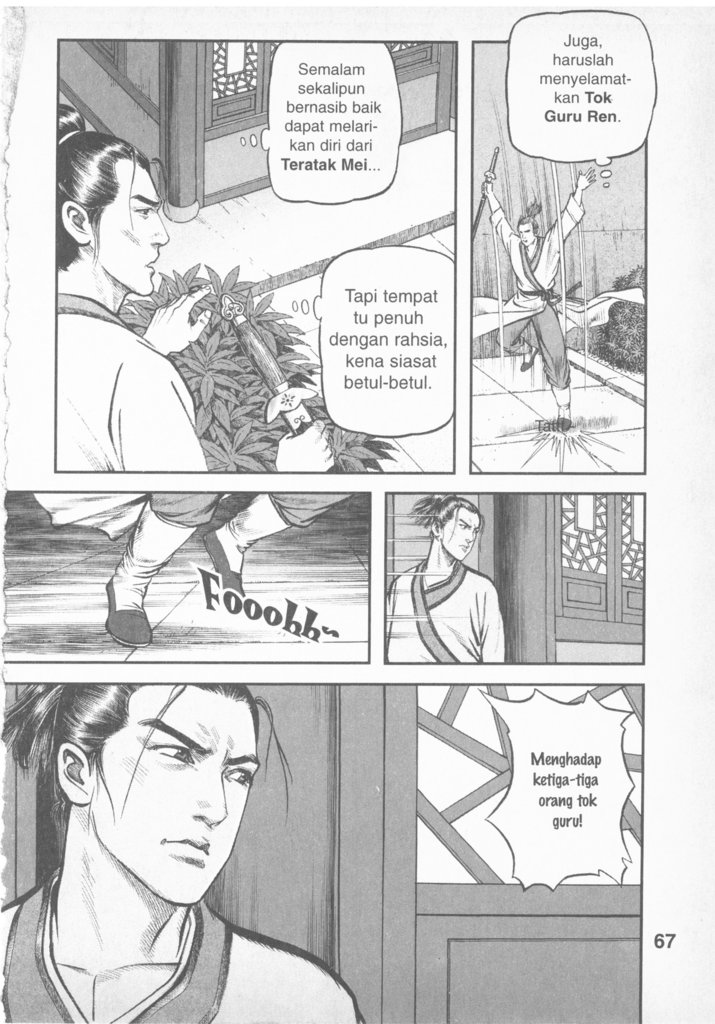 Semalam
sekalipun
bernasib baik
dapat melari-
kan diri dari
Teratak Mei...
Tapi tempat
tu penuh
dengan rahsia,
kena siasat
betul-betul.
Juga,
haruslah
menyelamat-
kan Tok
Guru Ren.
Fooohh~
Menghadap
ketiga-tiga
orang tok
guru!
67